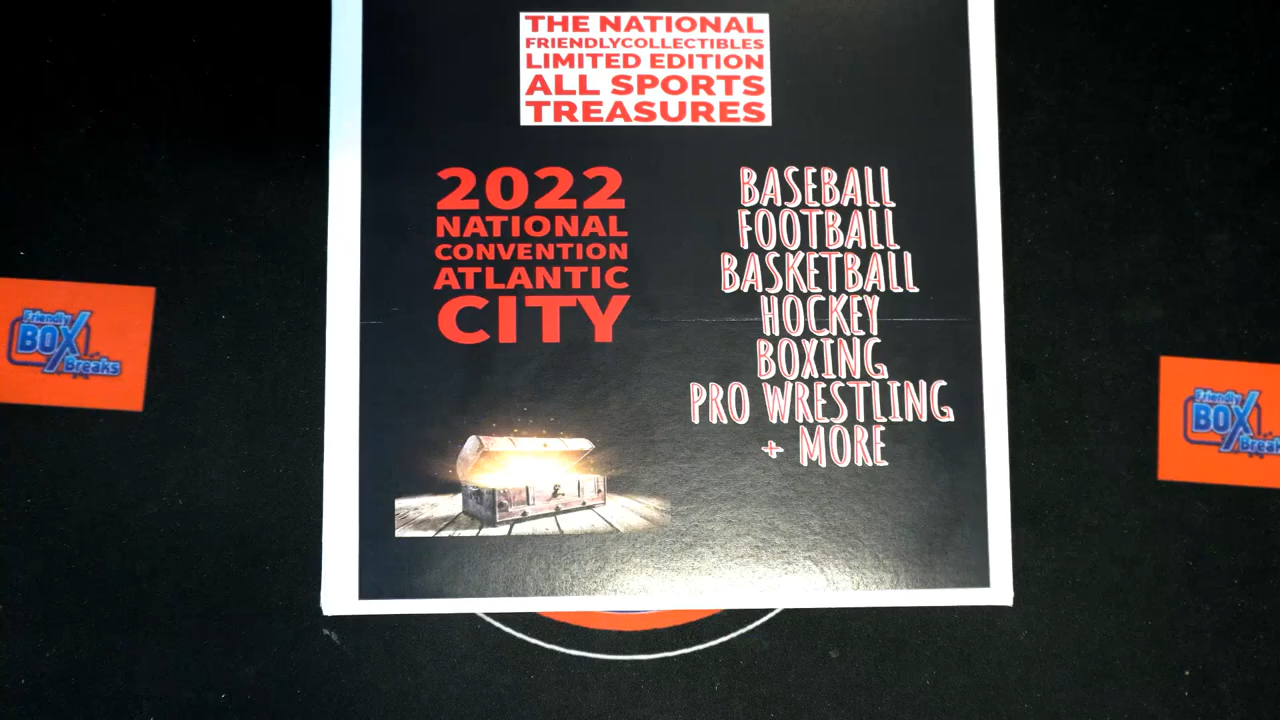 THE NATIONAL
FRIENDLYCOLLECTIBLES
LIMITED EDITION
ALL SPORTS
TREASURES
2022
NATIONAL
CONVENTION
ATLANTIC
CITY
BASEBALL
FOOTBALL
BASKETBALL
HOCKEY
BOXING
PRO WRESTLING
+ MORE
Friendly
BOX
Breaks
Friendly
BOX
Breaks